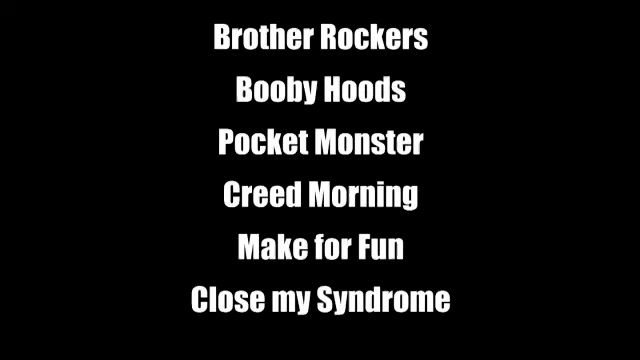 Brother Rockers
Booby Hoods
Pocket Monster
Creed Morning
Make for Fun
Close my Syndrome